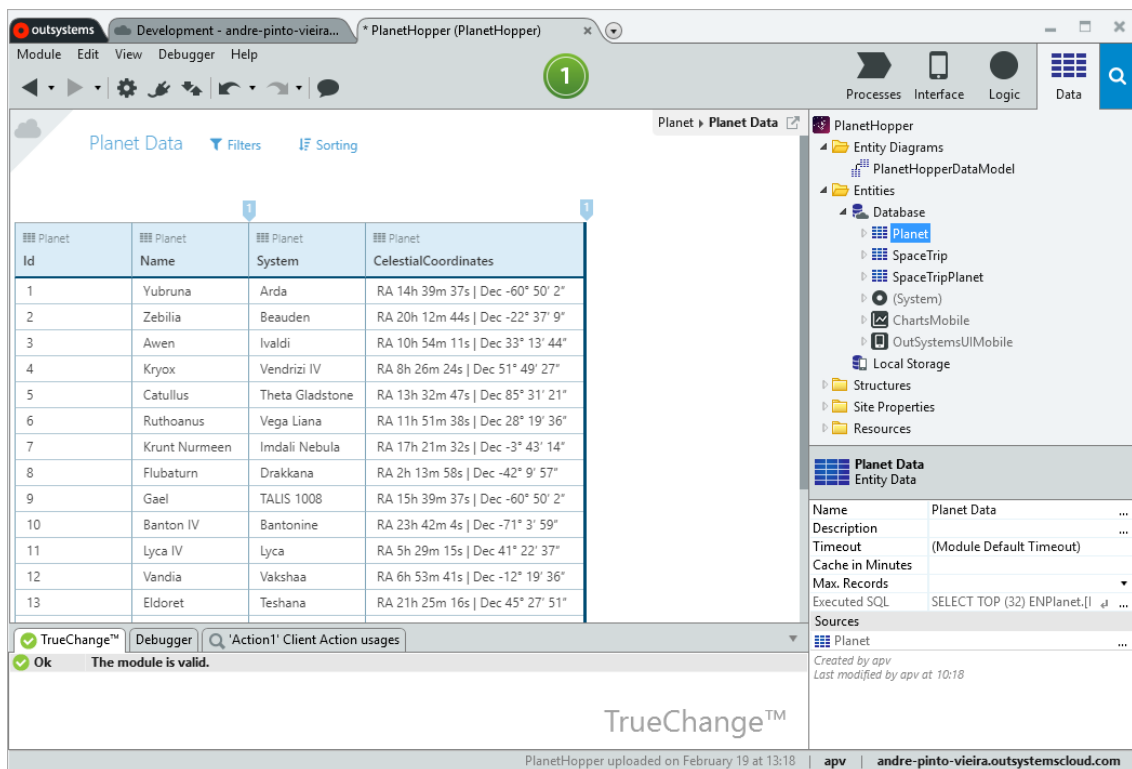 outsystems
Development - andre-pinto-vieira...
* PlanetHopper (PlanetHopper)
Module Edit View Debugger Help
1
Processes Interface Logic Data
Planet Data Filters Sorting
Planet Planet Data
1 1
Planet Planet Planet Planet
Id Name System CelestialCoordinates
1 Yubruna Arda RA 14h 39m 37s | Dec -60° 50' 2"
2 Zebilia Beauden RA 20h 12m 44s | Dec -22° 37' 9"
3 Awen Ivaldi RA 10h 54m 11s | Dec 33° 13' 44"
4 Kryox Vendrizi IV RA 8h 26m 24s | Dec 51° 49' 27"
5 Catullus Theta Gladstone RA 13h 32m 47s | Dec 85° 31' 21"
6 Ruthoanus Vega Liana RA 11h 51m 38s | Dec 28° 19' 36"
7 Krunt Nurmeen Imdali Nebula RA 17h 21m 32s | Dec -3° 43' 14"
8 Flubaturn Drakkana RA 2h 13m 58s | Dec -42° 9' 57"
9 Gael TALIS 1008 RA 15h 39m 37s | Dec -60° 50' 2"
10 Banton IV Bantonine RA 23h 42m 4s | Dec -71° 3' 59"
11 Lyca IV Lyca RA 5h 29m 15s | Dec 41° 22' 37"
12 Vandia Vakshaa RA 6h 53m 41s | Dec -12° 19' 36"
13 Eldoret Teshana RA 21h 25m 16s | Dec 45° 27' 51"
PlanetHopper
Entity Diagrams
PlanetHopperDataModel
Entities
Database
Planet
SpaceTrip
SpaceTripPlanet
(System)
ChartsMobile
OutSystemsUIMobile
Local Storage
Structures
Site Properties
Resources
Planet Data
Entity Data
Name Planet Data ...
Description ...
Timeout (Module Default Timeout)
Cache in Minutes
Max. Records
Executed SQL SELECT TOP (32) ENPlanet.[I ...
Sources
Planet ...
Created by apv
Last modified by apv at 10:18
TrueChange™ Debugger 'Action1' Client Action usages
Ok The module is valid.
TrueChange™
PlanetHopper uploaded on February 19 at 13:18 | apv | andre-pinto-vieira.outsystemscloud.com